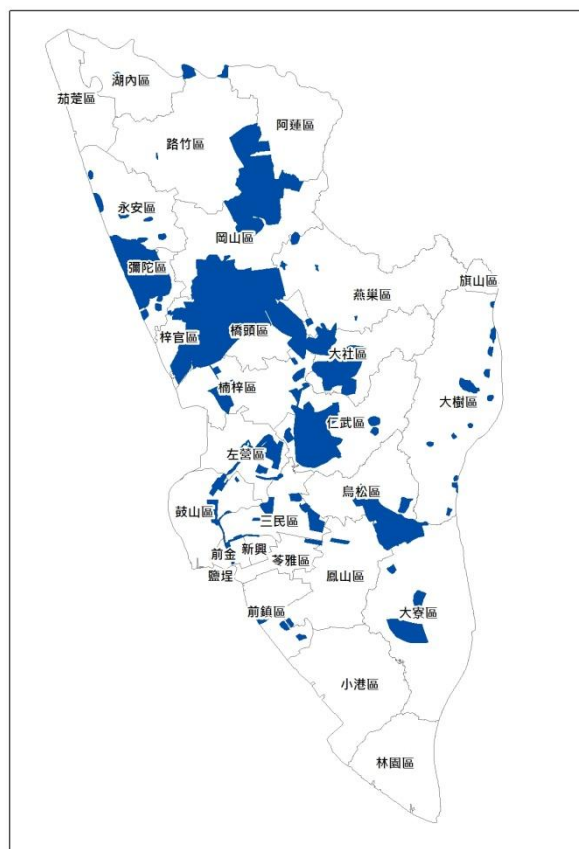 湖內區
茄萣區
阿蓮區
路竹區
永安區
岡山區
彌陀區
旗山區
燕巢區
梓官區
橋頭區
大社區
楠梓區
大樹區
仁武區
左營區
鳥松區
鼓山區
三民區
前金
新興
苓雅區
鹽埕
鳳山區
前鎮區
大寮區
小港區
林園區